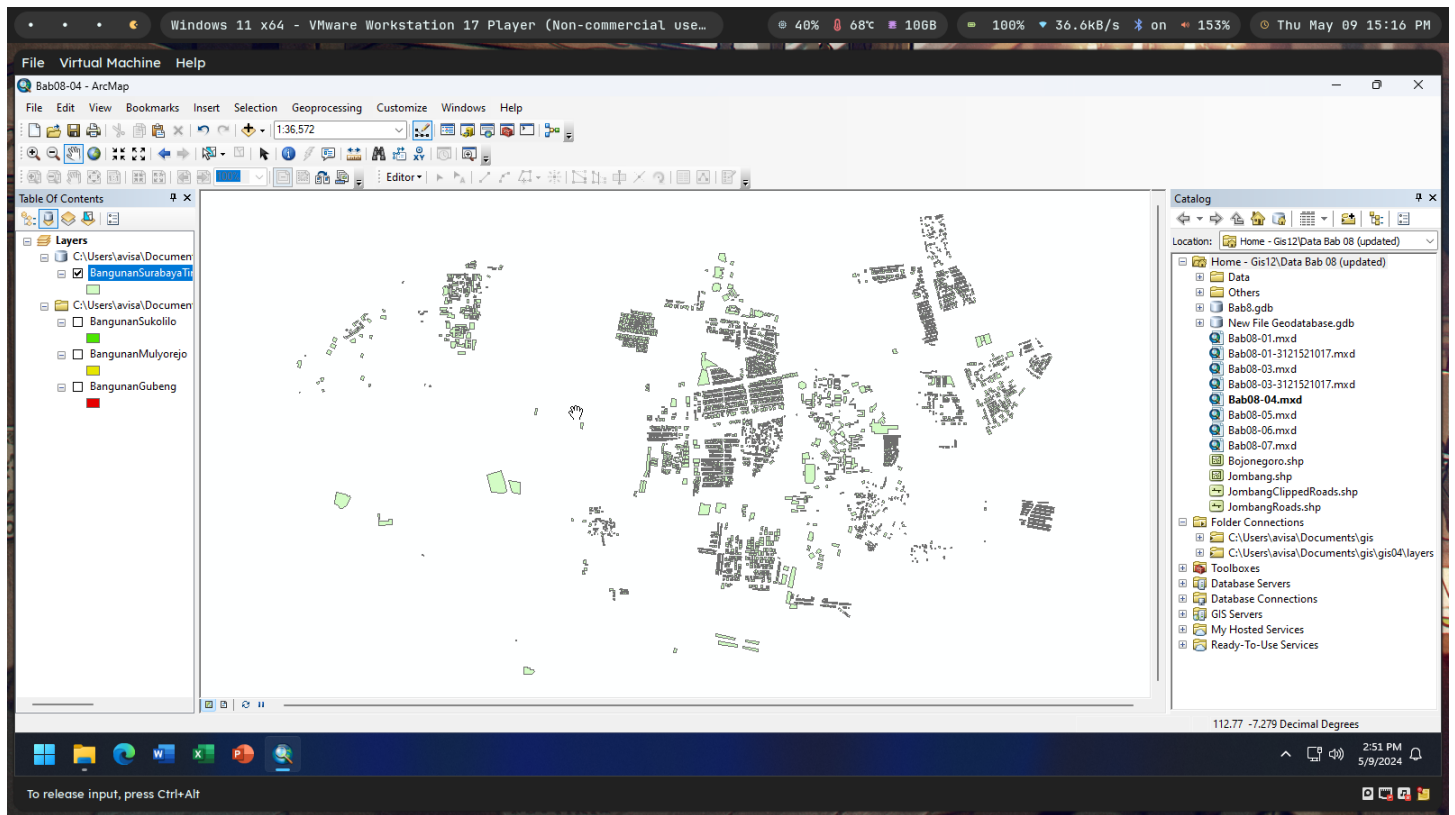 Windows 11 x64 - VMware Workstation 17 Player (Non-commercial use…
40% 68℃ 10GB
100% 36.6kB/s on 153%
Thu May 09 15:16 PM
File Virtual Machine Help
Bab08-04 - ArcMap
File Edit View Bookmarks Insert Selection Geoprocessing Customize Windows Help
1:36,572
Editor
Table Of Contents
Layers
C:\Users\avisa\Documen
BangunanSurabayaTir
C:\Users\avisa\Documen
BangunanSukolilo
BangunanMulyorejo
BangunanGubeng
Catalog
Location: Home - Gis12\Data Bab 08 (updated)
Home - Gis12\Data Bab 08 (updated)
Data
Others
Bab8.gdb
New File Geodatabase.gdb
Bab08-01.mxd
Bab08-01-3121521017.mxd
Bab08-03.mxd
Bab08-03-3121521017.mxd
Bab08-04.mxd
Bab08-05.mxd
Bab08-06.mxd
Bab08-07.mxd
Bojonegoro.shp
Jombang.shp
JombangClippedRoads.shp
JombangRoads.shp
Folder Connections
C:\Users\avisa\Documents\gis
C:\Users\avisa\Documents\gis\gis04\layers
Toolboxes
Database Servers
Database Connections
GIS Servers
My Hosted Services
Ready-To-Use Services
112.77 -7.279 Decimal Degrees
2:51 PM
5/9/2024
To release input, press Ctrl+Alt